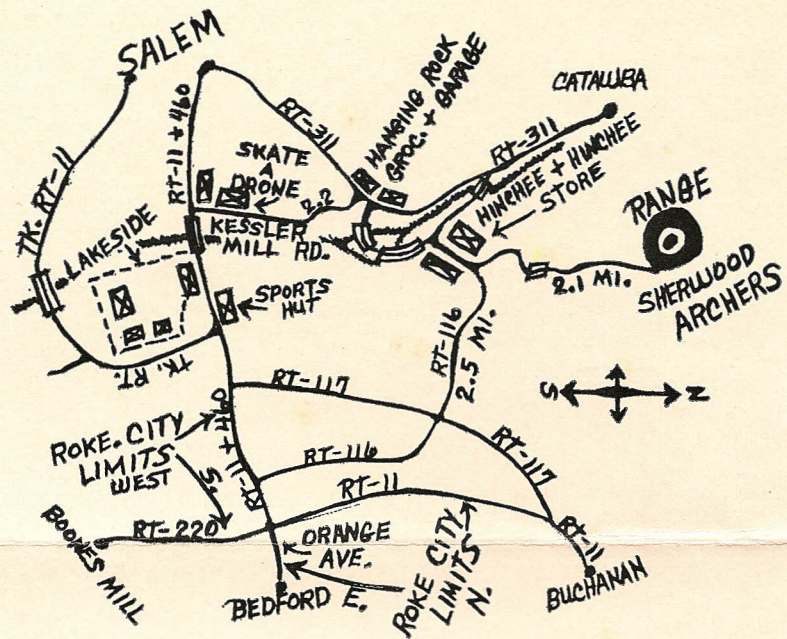 SALEM
TK. RT-11
RT-11 + 460
RT-311
HANGING ROCK
GROC. + GARAGE
CATAWBA
RT-311
HINCHEE + HINCHEE
STORE
SKATE
A
DRONE
2.2
KESSLER
MILL RD.
LAKESIDE
SPORTS
HUT
TK. RT.
RANGE
SHERWOOD
ARCHERS
2.1 MI.
RT-116
2.5 MI.
S
N
RT-117
RT-117
RT-116
RT-11 + 460
ROKE. CITY
LIMITS
WEST
S.
RT-11
RT-11
RT-220
BOONES MILL
ORANGE
AVE.
BEDFORD E.
ROKE CITY
LIMITS
N.
BUCHANAN